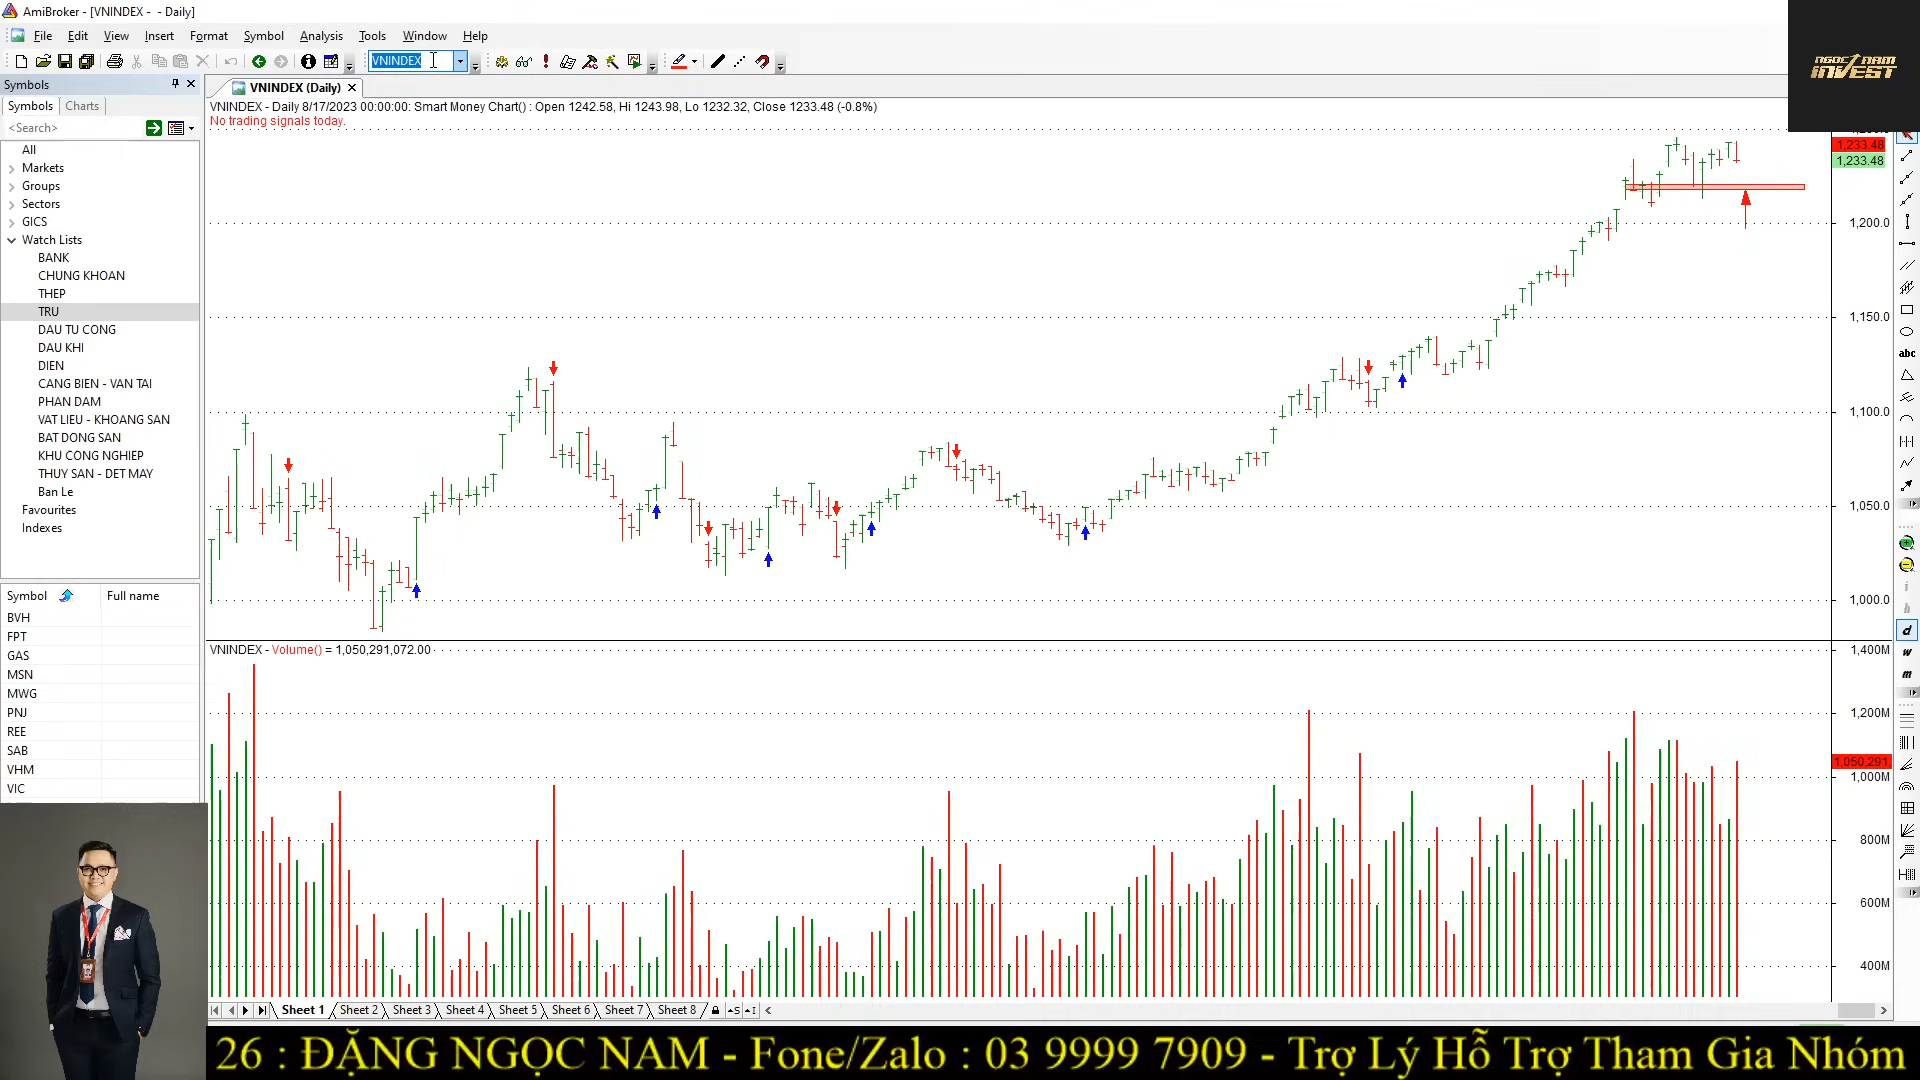 AmiBroker - [VNINDEX -  - Daily]
File Edit View Insert Format Symbol Analysis Tools Window Help
VNINDEX
NGOC NAM
INVEST
Symbols
Symbols Charts
<Search>
All
Markets
Groups
Sectors
GICS
Watch Lists
BANK
CHUNG KHOAN
THEP
TRU
DAU TU CONG
DAU KHI
DIEN
CANG BIEN - VAN TAI
PHAN DAM
VAT LIEU - KHOANG SAN
BAT DONG SAN
KHU CONG NGHIEP
THUY SAN - DET MAY
Ban Le
Favourites
Indexes
Symbol Full name
BVH
FPT
GAS
MSN
MWG
PNJ
REE
SAB
VHM
VIC
VNINDEX (Daily)
VNINDEX - Daily 8/17/2023 00:00:00: Smart Money Chart() : Open 1242.58, Hi 1243.98, Lo 1232.32, Close 1233.48 (-0.8%)
No trading signals today.
1,233.48
1,233.48
1,200.0
1,150.0
1,100.0
1,050.0
1,000.0
VNINDEX - Volume() = 1,050,291,072.00
1,400M
1,200M
1,050,291
1,000M
800M
600M
400M
abc
i
h
d
w
m
Sheet 1 Sheet 2 Sheet 3 Sheet 4 Sheet 5 Sheet 6 Sheet 7 Sheet 8
26 : ĐẶNG NGỌC NAM - Fone/Zalo : 03 9999 7909 - Trợ Lý Hỗ Trợ Tham Gia Nhóm